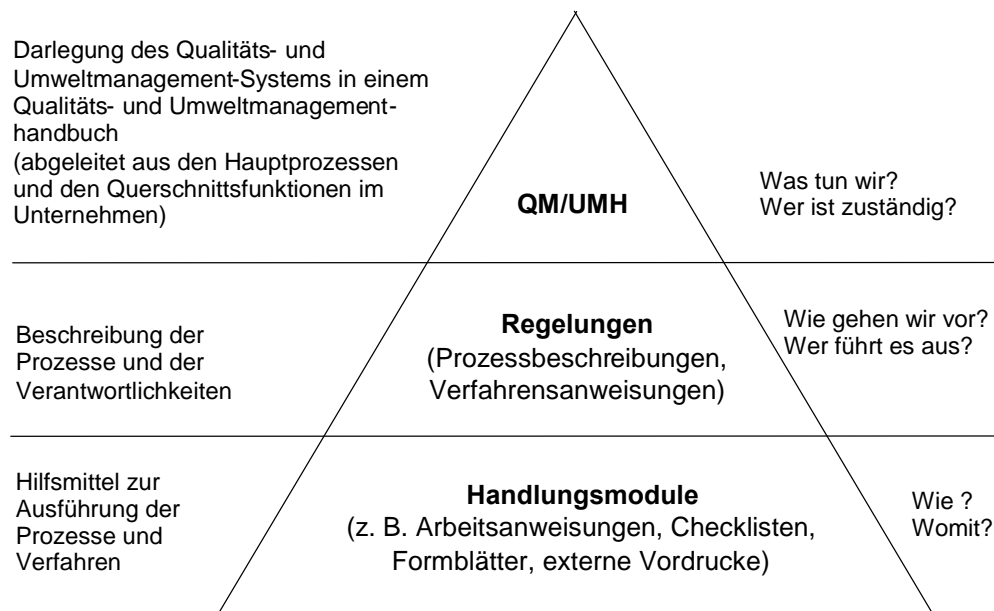 Darlegung des Qualitäts- und
Umweltmanagement-Systems in einem
Qualitäts- und Umweltmanagement-
handbuch
(abgeleitet aus den Hauptprozessen
und den Querschnittsfunktionen im
Unternehmen)
QM/UMH
Was tun wir?
Wer ist zuständig?
Beschreibung der
Prozesse und der
Verantwortlichkeiten
Regelungen
(Prozessbeschreibungen,
Verfahrensanweisungen)
Wie gehen wir vor?
Wer führt es aus?
Hilfsmittel zur
Ausführung der
Prozesse und
Verfahren
Handlungsmodule
(z. B. Arbeitsanweisungen, Checklisten,
Formblätter, externe Vordrucke)
Wie ?
Womit?